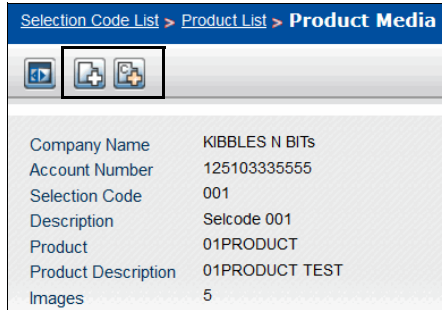 Selection Code List > Product List > Product Media
Company Name KIBBLES N BITs
Account Number 125103335555
Selection Code 001
Description Selcode 001
Product 01PRODUCT
Product Description 01PRODUCT TEST
Images 5